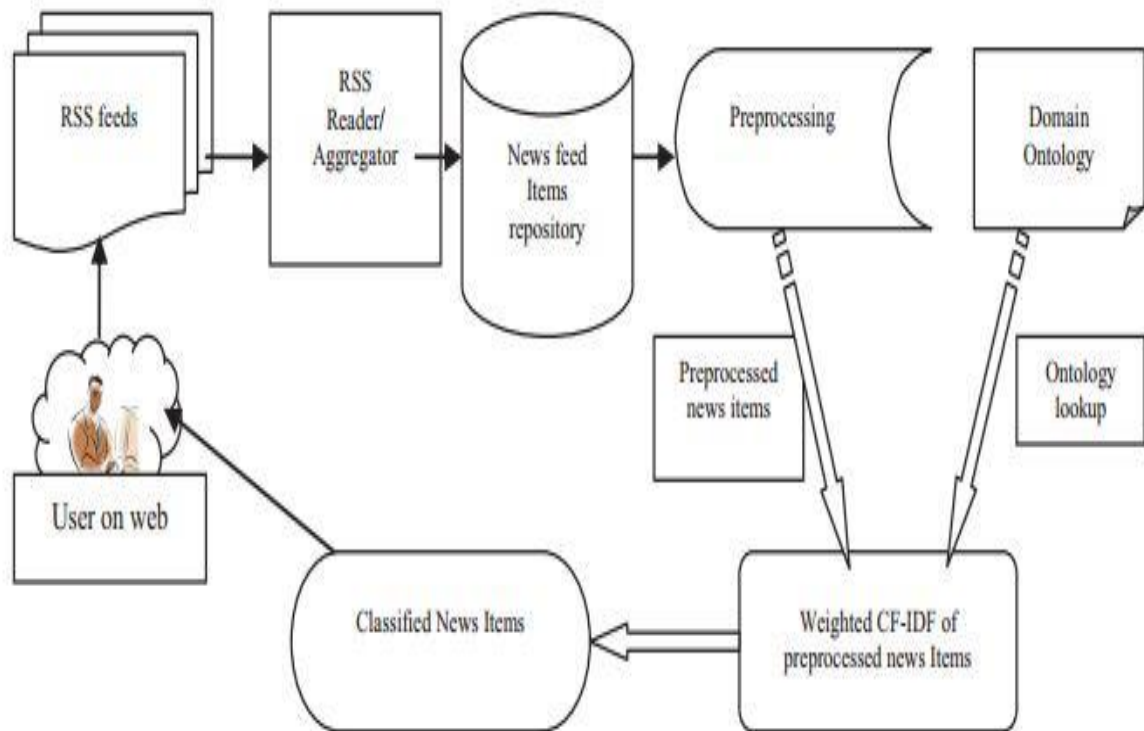 RSS feeds
RSS
Reader/
Aggregator
News feed
Items
repository
Preprocessing
Domain
Ontology
Preprocessed
news items
Ontology
lookup
User on web
Classified News Items
Weighted CF-IDF of
preprocessed news Items